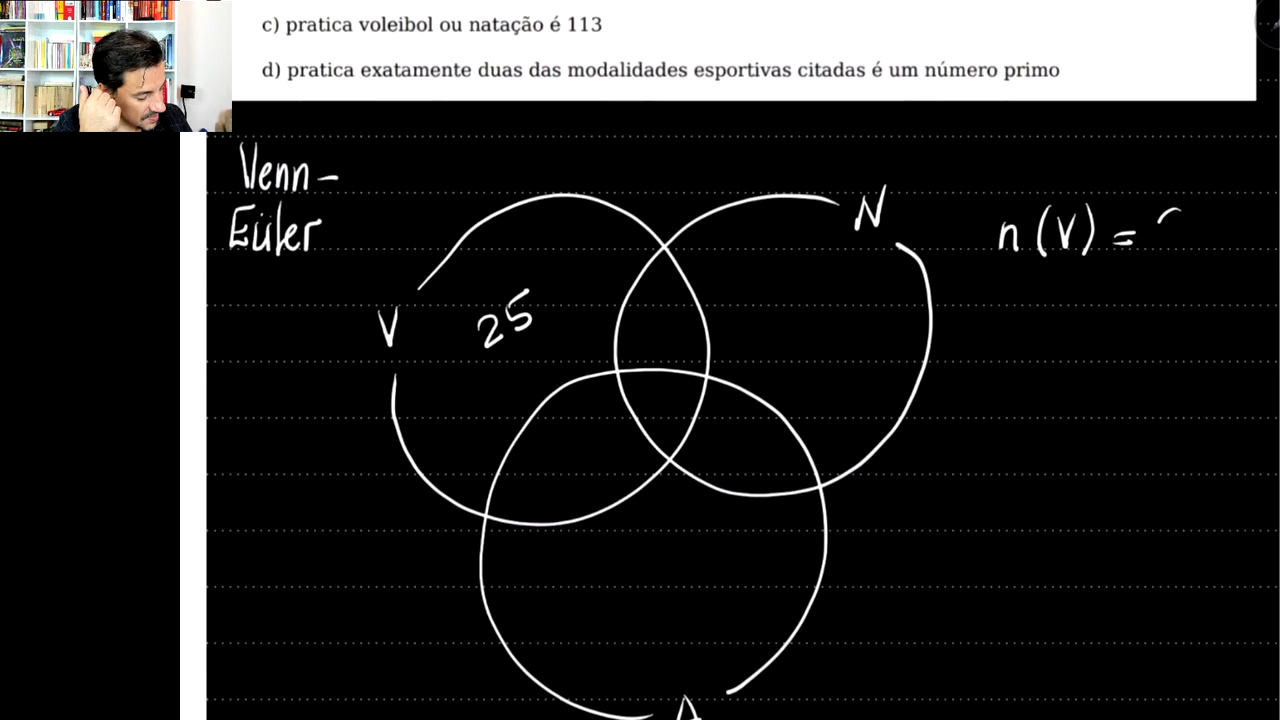 c) pratica voleibol ou natação é 113
d) pratica exatamente duas das modalidades esportivas citadas é um número primo
Venn-
Euler
N
n (V) =
25
V
A